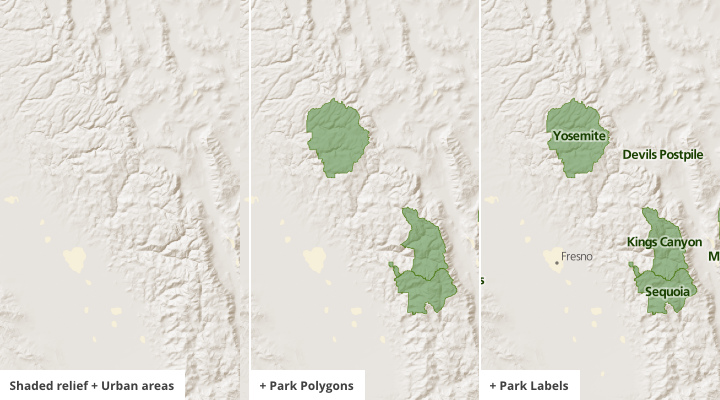 Yosemite
Devils Postpile
Kings Canyon
M
Fresno
s
Sequoia
Shaded relief + Urban areas
+ Park Polygons
+ Park Labels